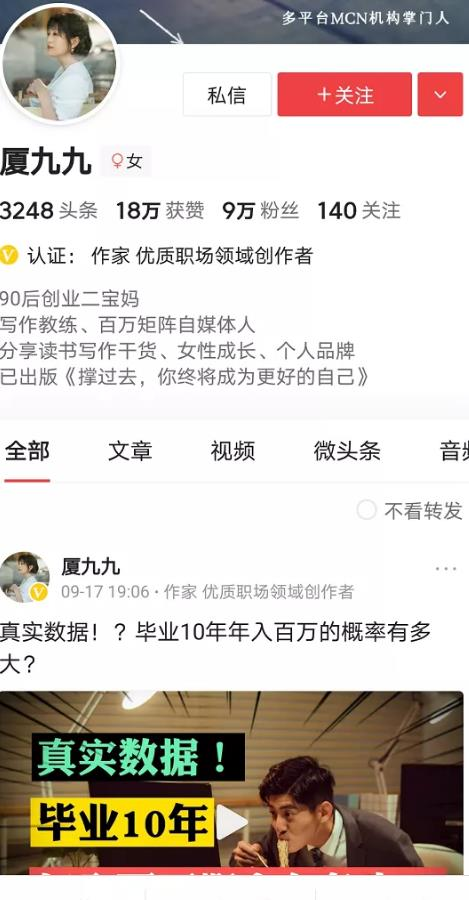 多平台MCN机构掌门人
私信
+关注
厦九九
♀女
3248头条 18万获赞 9万粉丝 140关注
认证： 作家 优质职场领域创作者
90后创业二宝妈
写作教练、百万矩阵自媒体人
分享读书写作干货、女性成长、个人品牌
已出版《撑过去，你终将成为更好的自己》
全部 文章 视频 微头条 音频
不看转发
厦九九
09-17 19:06·作家 优质职场领域创作者
真实数据！？毕业10年年入百万的概率有多
大？
真实数据！
毕业10年